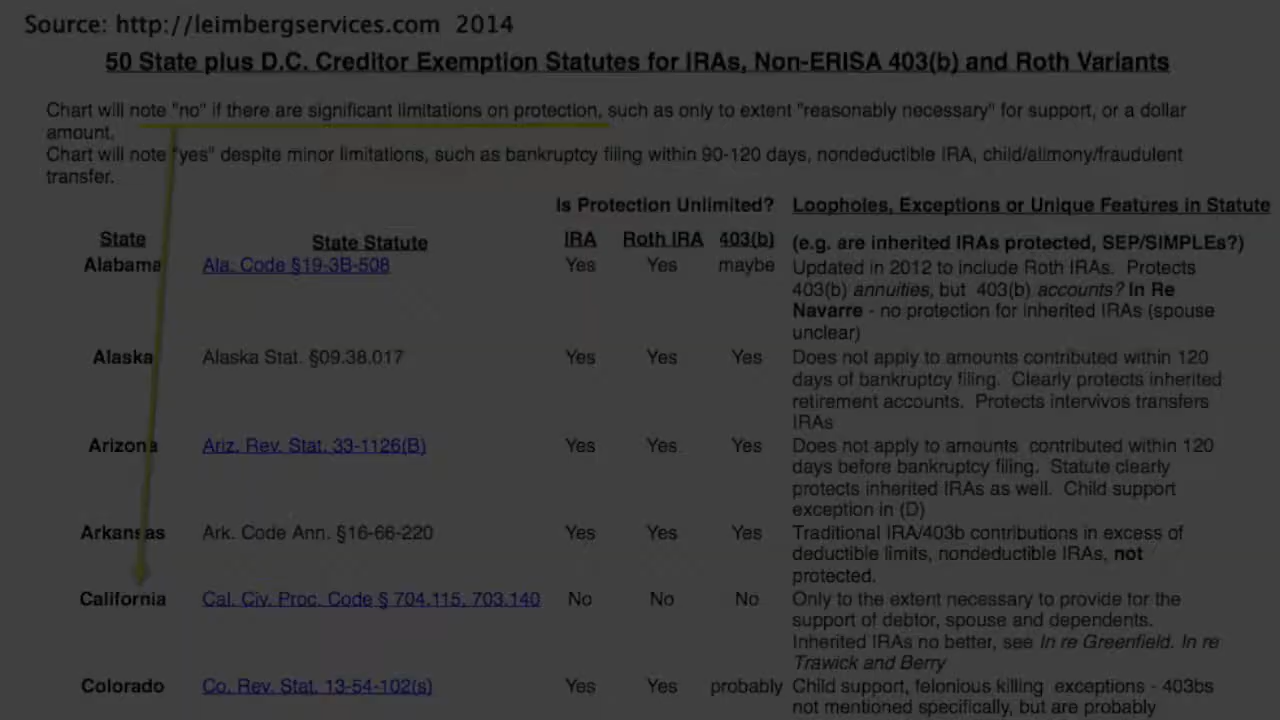 Source: http://leimbergservices.com 2014
50 State plus D.C. Creditor Exemption Statutes for IRAs, Non-ERISA 403(b) and Roth Variants
Chart will note "no" if there are significant limitations on protection, such as only to extent "reasonably necessary" for support, or a dollar
amount.
Chart will note "yes" despite minor limitations, such as bankruptcy filing within 90-120 days, nondeductible IRA, child/alimony/fraudulent
transfer.
Is Protection Unlimited? Loopholes, Exceptions or Unique Features in Statute
State State Statute IRA Roth IRA 403(b) (e.g. are inherited IRAs protected, SEP/SIMPLEs?)
Alabama Ala. Code §19-3B-508 Yes Yes maybe Updated in 2012 to include Roth IRAs. Protects
403(b) annuities, but 403(b) accounts? In Re
Navarre - no protection for inherited IRAs (spouse
unclear)
Alaska Alaska Stat. §09.38.017 Yes Yes Yes Does not apply to amounts contributed within 120
days of bankruptcy filing. Clearly protects inherited
retirement accounts. Protects intervivos transfers
IRAs
Arizona Ariz. Rev. Stat. 33-1126(B) Yes Yes Yes Does not apply to amounts contributed within 120
days before bankruptcy filing. Statute clearly
protects inherited IRAs as well. Child support
exception in (D)
Arkansas Ark. Code Ann. §16-66-220 Yes Yes Yes Traditional IRA/403b contributions in excess of
deductible limits, nondeductible IRAs, not
protected.
California Cal. Civ. Proc. Code § 704.115, 703.140 No No No Only to the extent necessary to provide for the
support of debtor, spouse and dependents.
Inherited IRAs no better, see In re Greenfield. In re
Trawick and Berry
Colorado Co. Rev. Stat. 13-54-102(s) Yes Yes probably Child support, felonious killing exceptions - 403bs
not mentioned specifically, but are probably